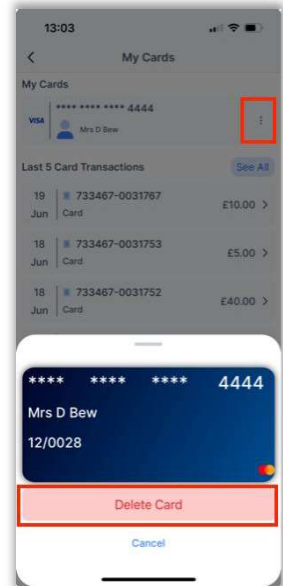 13:03
My Cards
My Cards
VISA
**** **** **** 4444
Mrs D Bew
Last 5 Card Transactions See All
19 Jun 733467-0031767 Card £10.00
18 Jun 733467-0031753 Card £5.00
18 Jun 733467-0031752 Card £40.00
**** **** **** 4444
Mrs D Bew
12/0028
Delete Card
Cancel